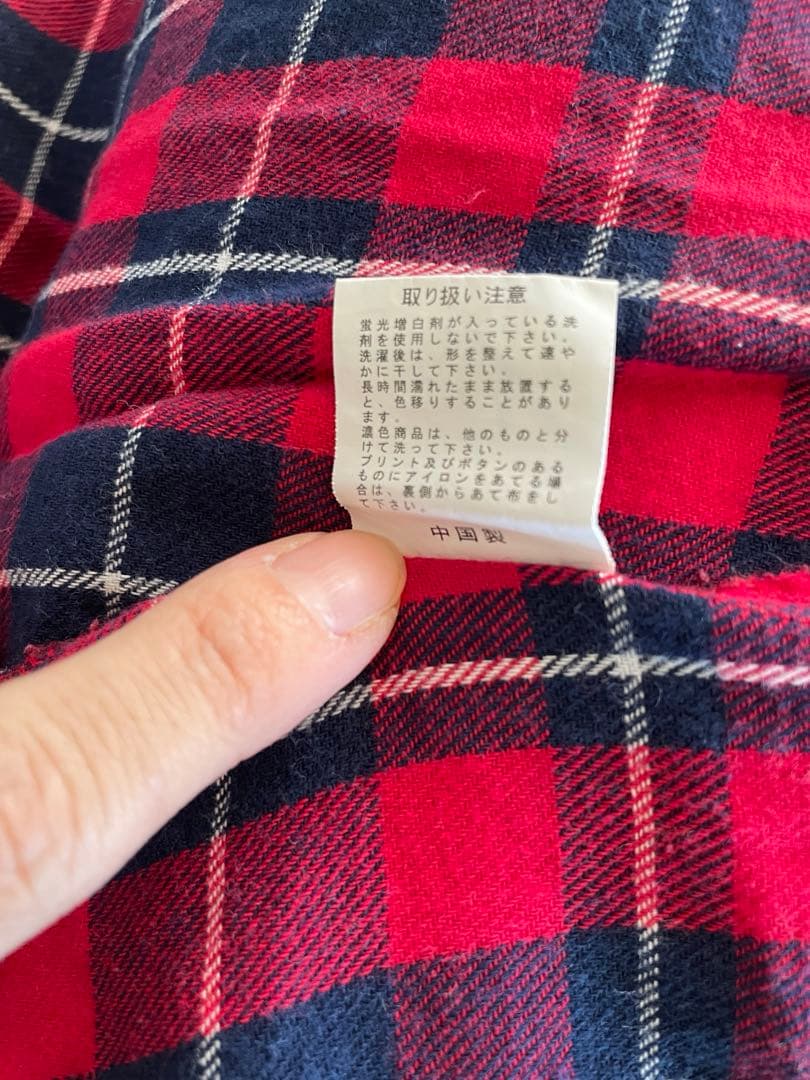 取り扱い注意
蛍光増白剤が入っている洗
剤を使用しないで下さい。
洗濯後は、形を整えて速や
かに干して下さい。
長時間濡れたまま放置する
と、色移りすることがあり
ます。
濃色商品は、他のものと分
けて洗って下さい。
プリント及びボタンのある
ものにアイロンをあてる場
合は、裏側からあて布をし
て下さい。
中国製